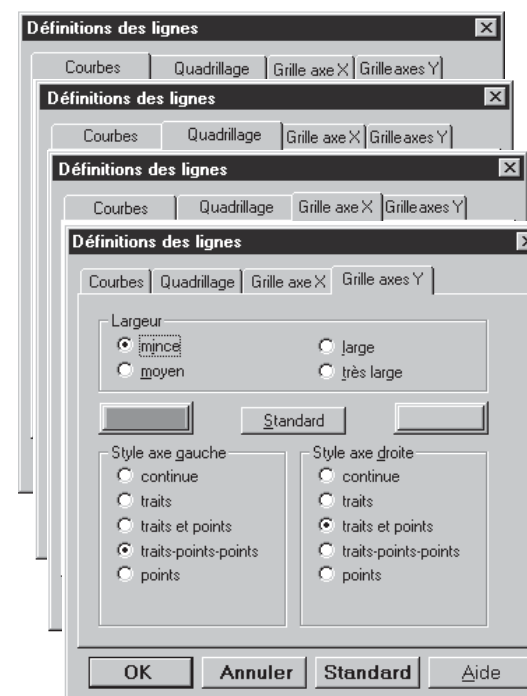 Définitions des lignes
Courbes Quadrillage Grille axe X Grille axes Y
Définitions des lignes
Courbes Quadrillage Grille axe X Grille axes Y
Définitions des lignes
Courbes Quadrillage Grille axe X Grille axes Y
Définitions des lignes
Courbes Quadrillage Grille axe X Grille axes Y
Largeur
mince large
moyen très large
Standard
Style axe gauche Style axe droite
continue continue
traits traits
traits et points traits et points
traits-points-points traits-points-points
points points
OK Annuler Standard Aide